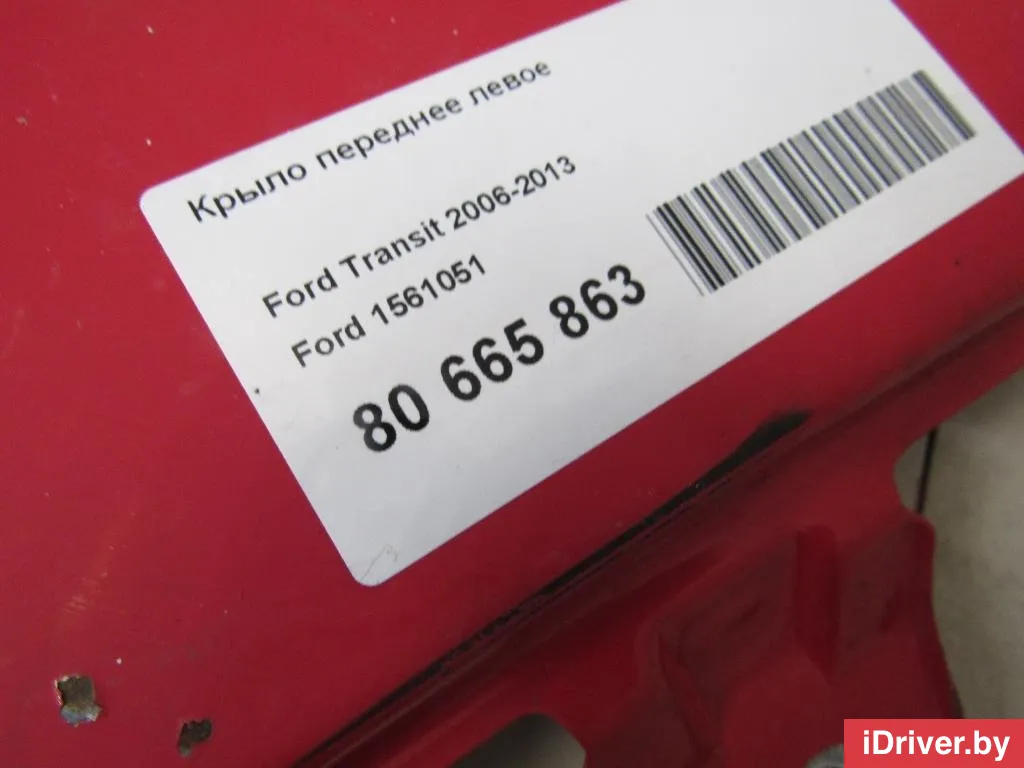 Крыло переднее левое
Ford Transit 2006-2013
Ford 1561051
80 665 863
iDriver.by